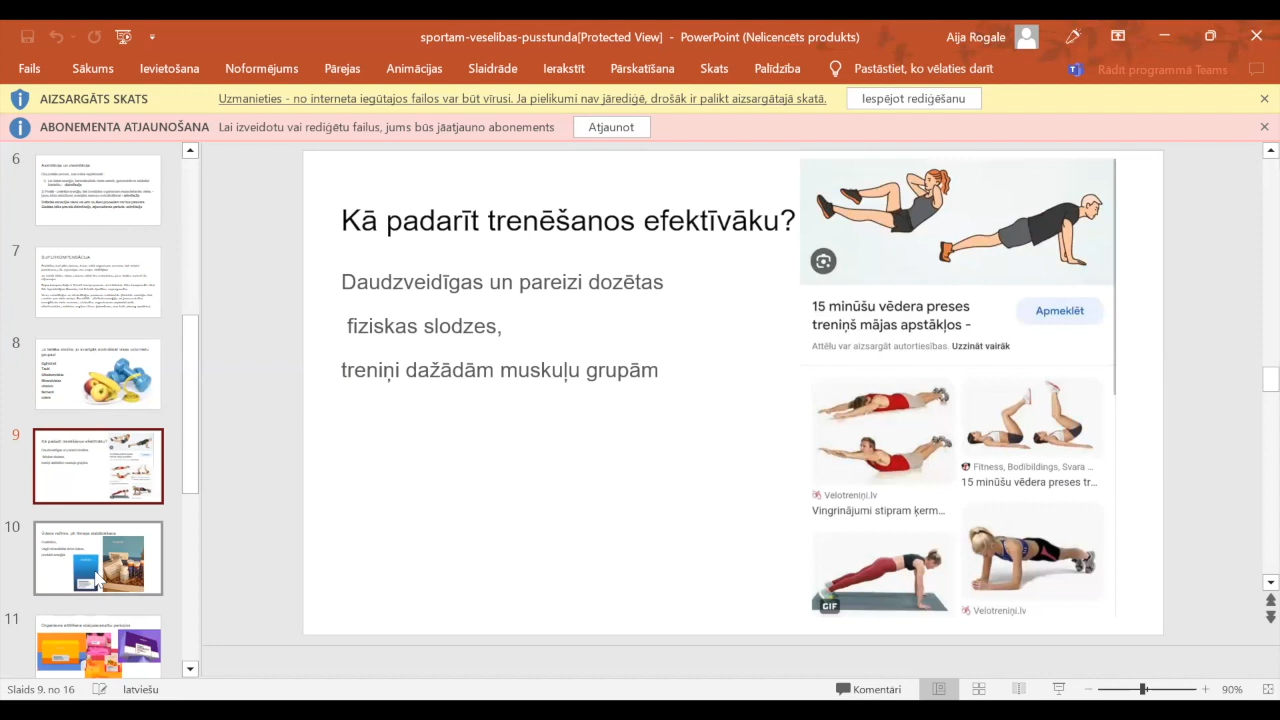 sportam-veselibas-pusstunda[Protected View] - PowerPoint (Nelicencēts produkts)
Aija Rogale
Fails Sākums Ievietošana Noformējums Pārejas Animācijas Slaidrāde Ierakstīt Pārskatīšana Skats Palīdzība Pastāstiet, ko vēlaties darīt Rādīt programmā Teams
AIZSARGĀTS SKATS Uzmanieties - no interneta iegūtajos failos var būt vīrusi. Ja pielikumi nav jārediģē, drošāk ir palikt aizsargātajā skatā. Iespējot rediģēšanu
ABONEMENTA ATJAUNOŠANA Lai izveidotu vai rediģētu failus, jums būs jāatjauno abonements Atjaunot
6
7
8
9
10
11
Kā padarīt trenēšanos efektīvāku?
Daudzveidīgas un pareizi dozētas
fiziskas slodzes,
treniņi dažādām muskuļu grupām
15 minūšu vēdera preses
treniņš mājas apstākļos -
Apmeklēt
Attēlu var aizsargāt autortiesības. Uzzināt vairāk
Fitness, Bodibildings, Svara ...
15 minūšu vēdera preses tr...
Velotreniņi.lv
Vingrinājumi stipram ķerm...
GIF
Velotreniņi.lv
Slaids 9. no 16 latviešu Komentāri 90%